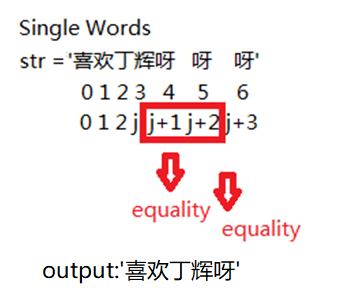 Single Words
str ='喜欢丁辉呀 呀 呀'
0 1 2 3 4 5 6
0 1 2 j j+1 j+2 j+3
equality
equality
output:'喜欢丁辉呀'